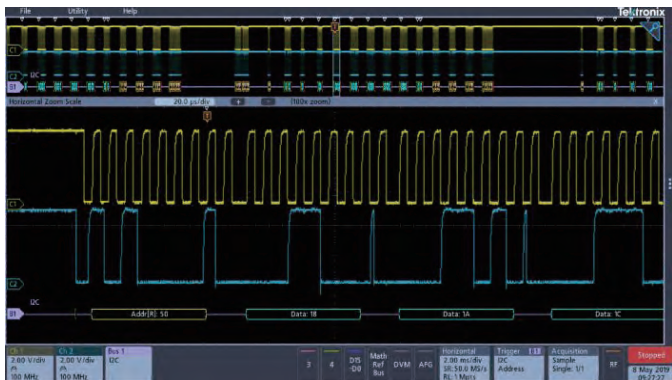 File Utility Help Tektronix
C1
C2 I2C
B1
Horizontal Zoom Scale 20.0 µs/div (100x zoom) X
T
C1
C2
I2C
B1 Addr[R]: 50 Data: 1B Data: 1A Data: 1C
Ch 1 Ch 2 Bus 1 Horizontal Trigger Acquisition Stopped
2.00 V/div 2.00 V/div I2C 3 4 D15 -D0 Math Ref Bus DVM AFG 2.00 ms/div I2C Sample RF
SR: 50.0 MS/s Address Single: 1/1 8 May 201
100 MHz 100 MHz RL: 1 Mpts